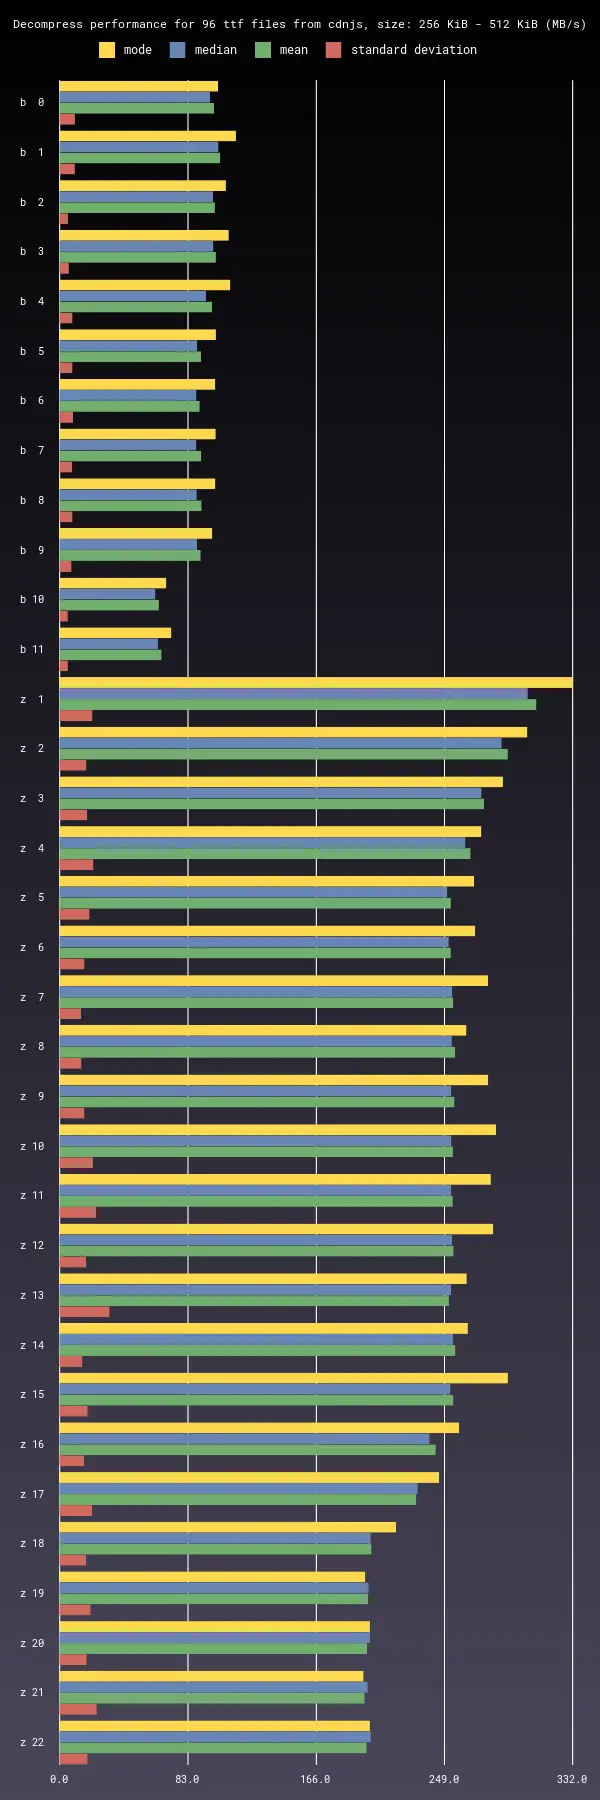 Decompress performance for 96 ttf files from cdnjs, size: 256 KiB - 512 KiB (MB/s)
mode median mean standard deviation
b 0
b 1
b 2
b 3
b 4
b 5
b 6
b 7
b 8
b 9
b 10
b 11
z 1
z 2
z 3
z 4
z 5
z 6
z 7
z 8
z 9
z 10
z 11
z 12
z 13
z 14
z 15
z 16
z 17
z 18
z 19
z 20
z 21
z 22
0.0 83.0 166.0 249.0 332.0